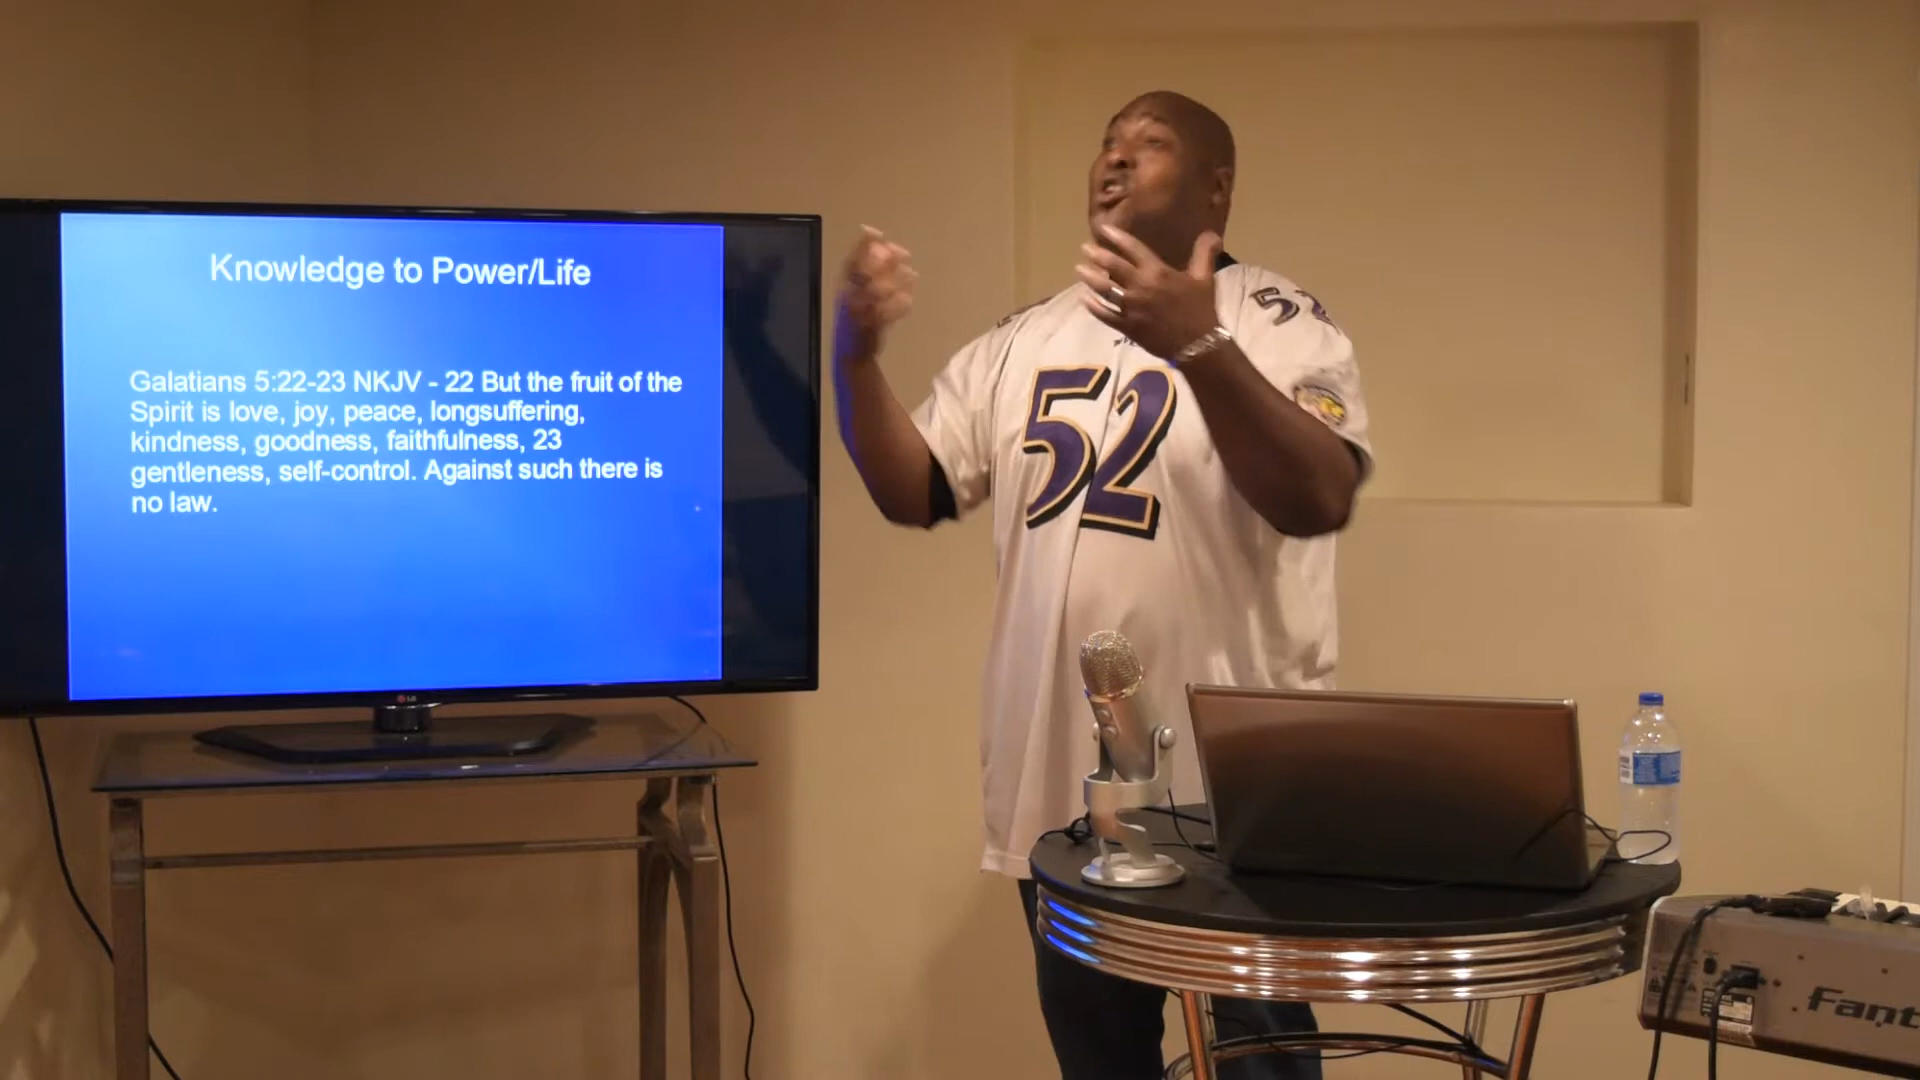 Knowledge to Power/Life
Galatians 5:22-23 NKJV - 22 But the fruit of the
Spirit is love, joy, peace, longsuffering,
kindness, goodness, faithfulness, 23
gentleness, self-control. Against such there is
no law.
LG
52
52
Fant